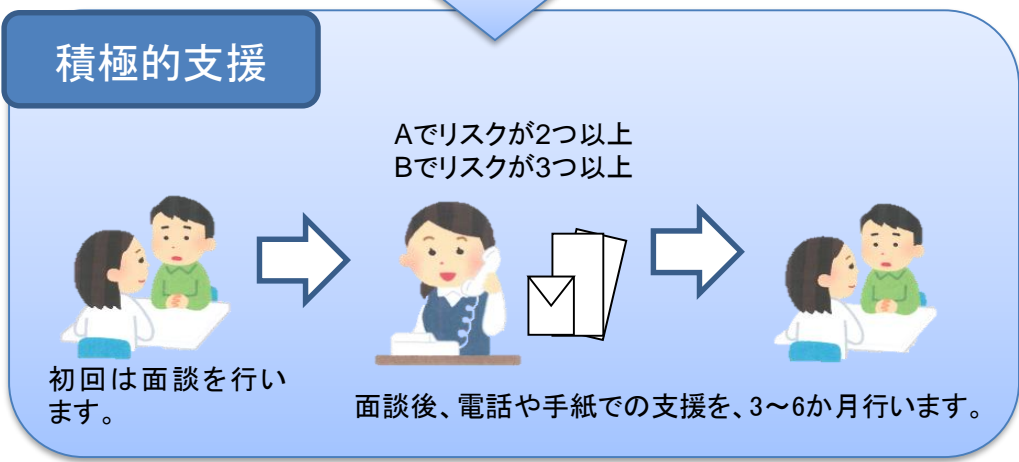 積極的支援
Aでリスクが2つ以上
Bでリスクが3つ以上
初回は面談を行い
ます。
面談後、電話や手紙での支援を、3～6か月行います。